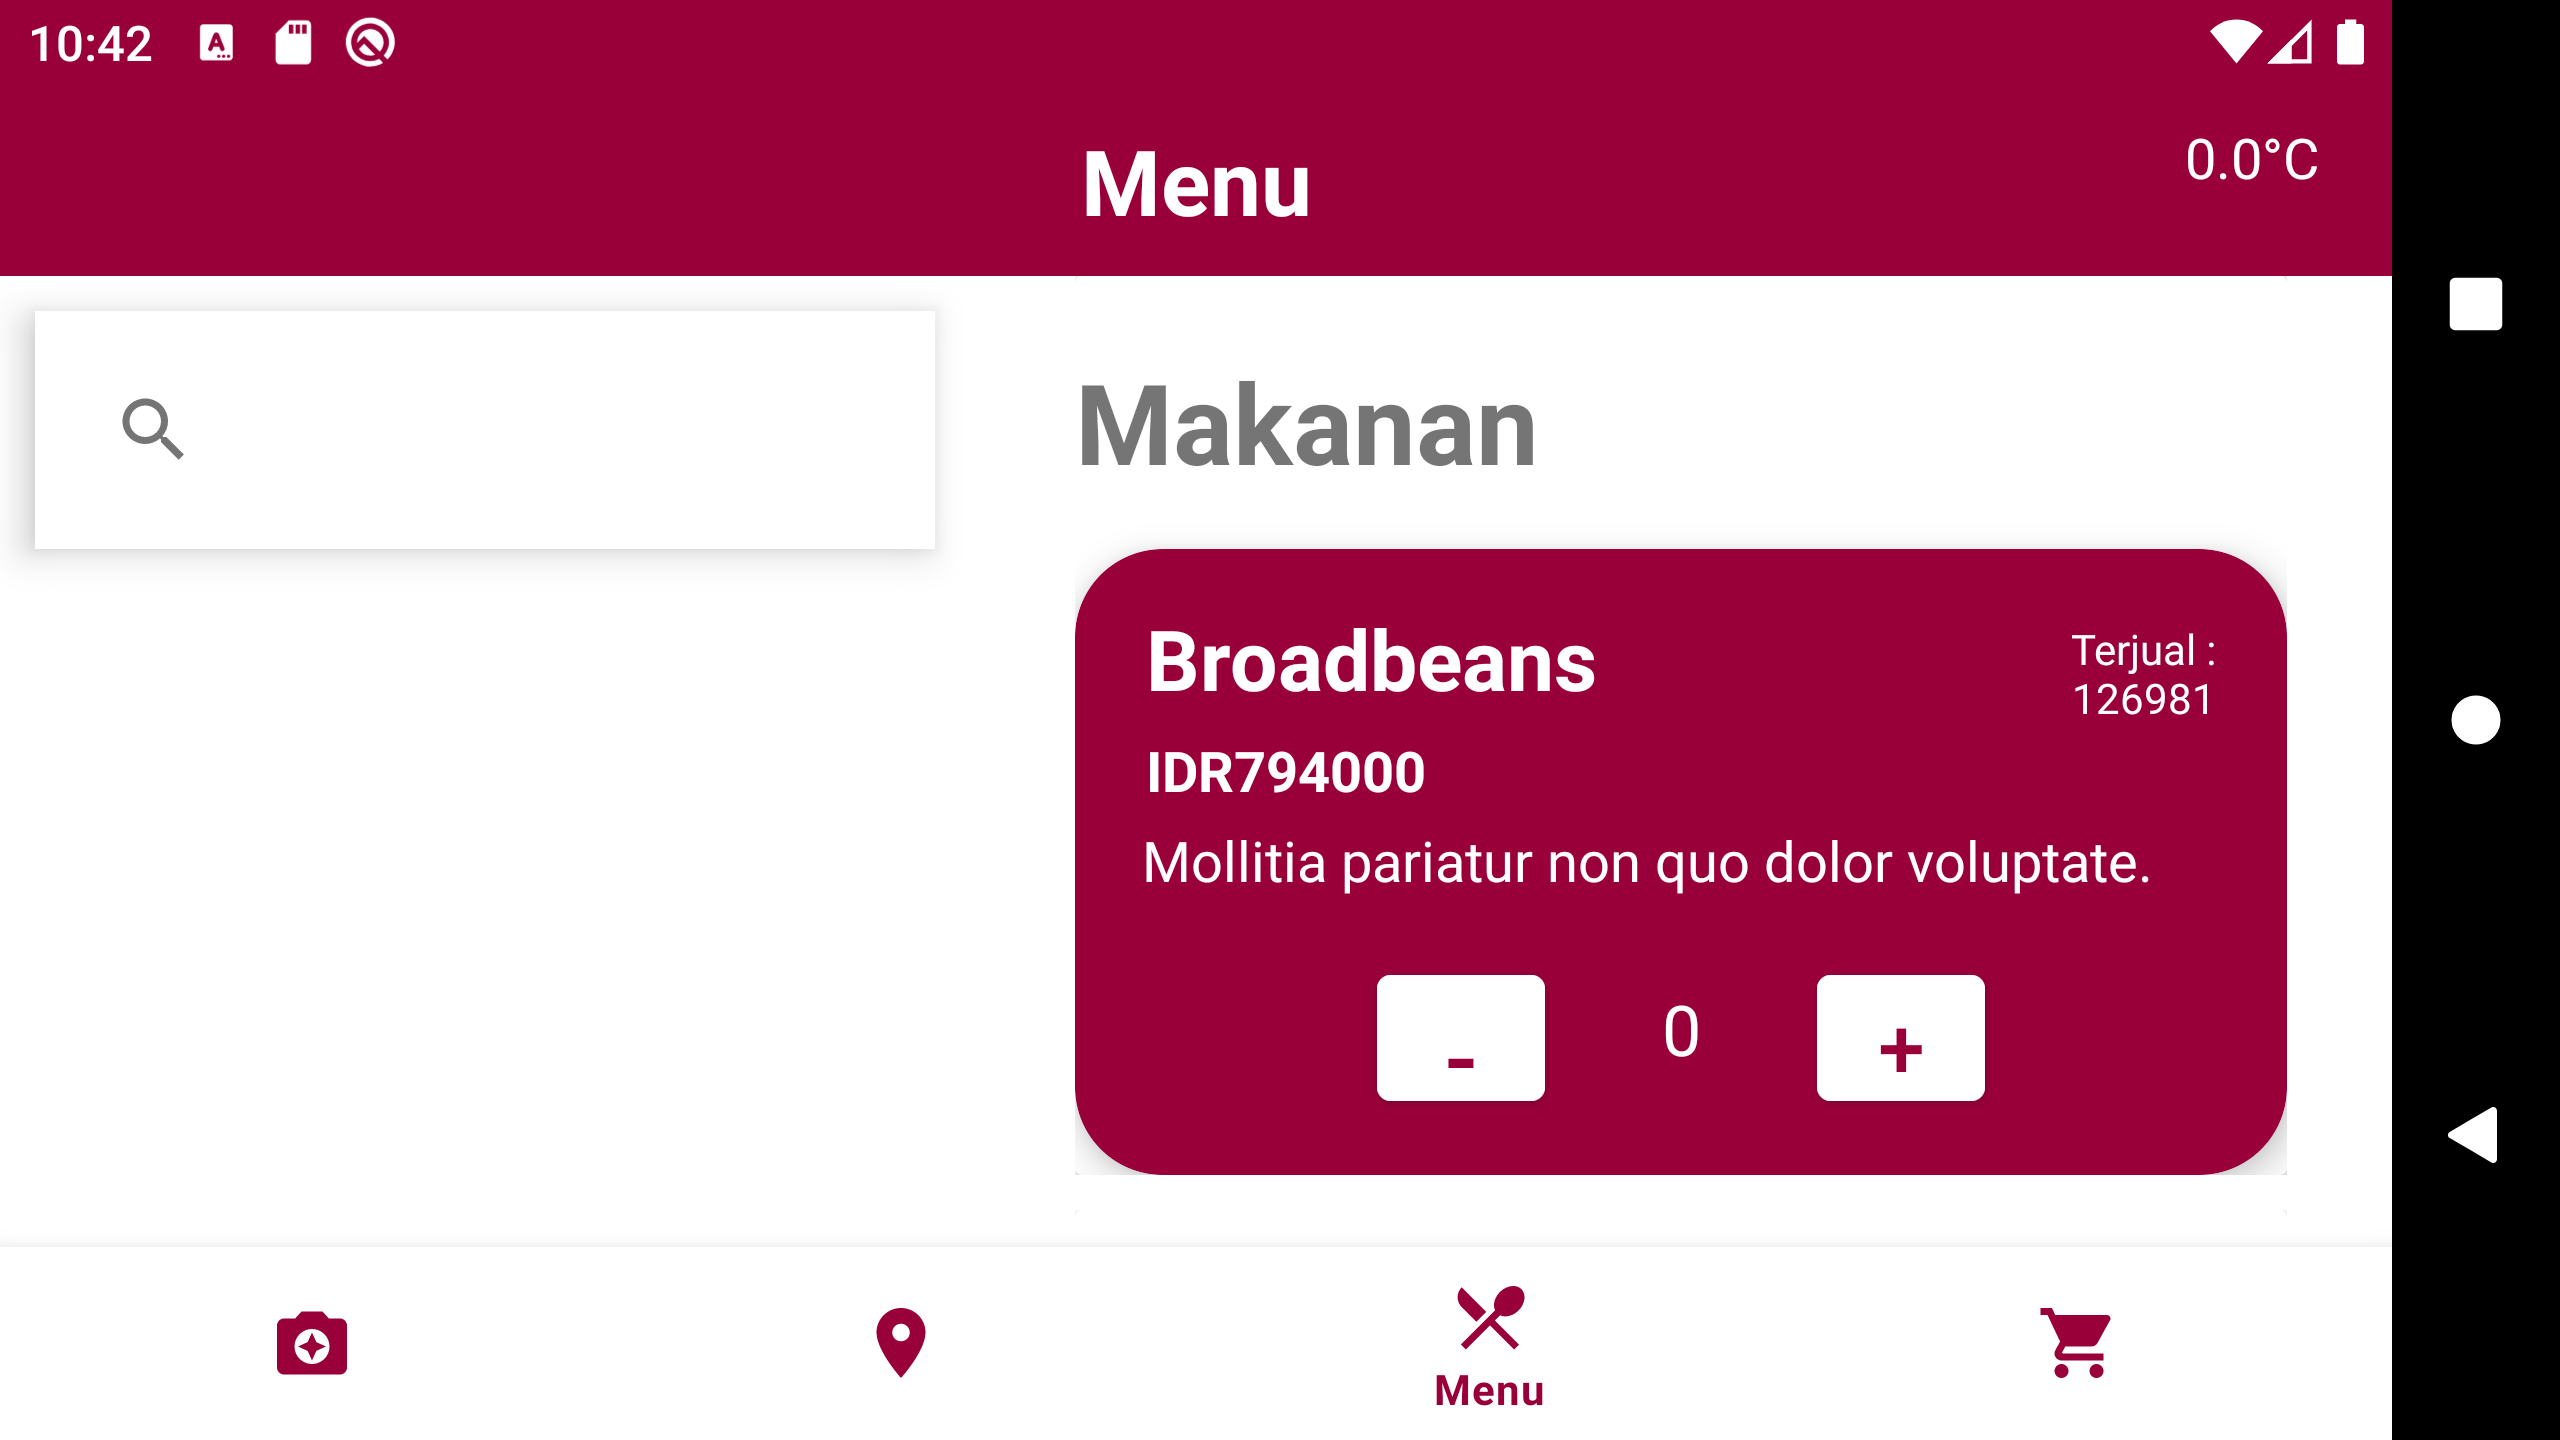 10:42
Menu
0.0°C
Makanan
Broadbeans
Terjual :
126981
IDR794000
Mollitia pariatur non quo dolor voluptate.
- 0 +
Menu